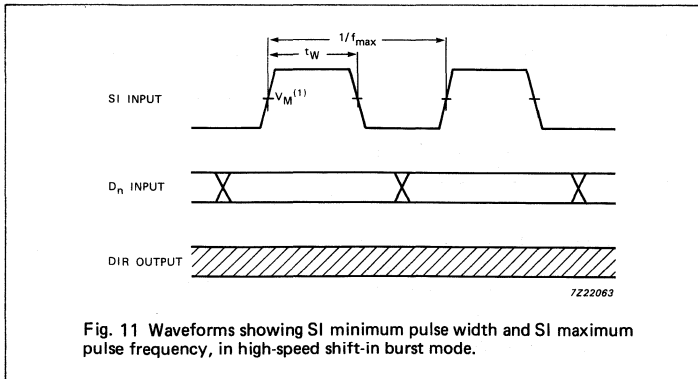 1/fmax
tW
SI INPUT
VM(1)
Dn INPUT
DIR OUTPUT
7Z22063
Fig. 11 Waveforms showing SI minimum pulse width and SI maximum
pulse frequency, in high-speed shift-in burst mode.